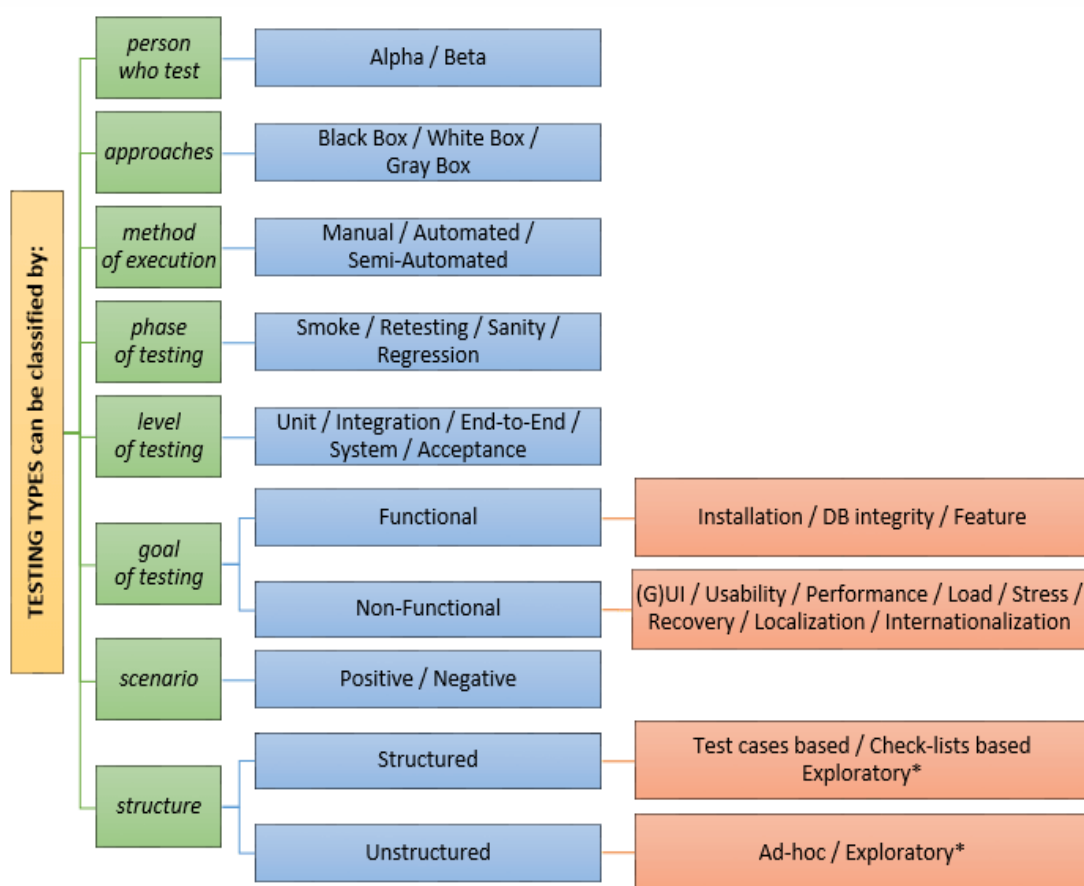 TESTING TYPES can be classified by:
person
who test
Alpha / Beta
approaches
Black Box / White Box /
Gray Box
method
of execution
Manual / Automated /
Semi-Automated
phase
of testing
Smoke / Retesting / Sanity /
Regression
level
of testing
Unit / Integration / End-to-End /
System / Acceptance
goal
of testing
Functional
Installation / DB integrity / Feature
Non-Functional
(G)UI / Usability / Performance / Load / Stress /
Recovery / Localization / Internationalization
scenario
Positive / Negative
structure
Structured
Test cases based / Check-lists based
Exploratory*
Unstructured
Ad-hoc / Exploratory*